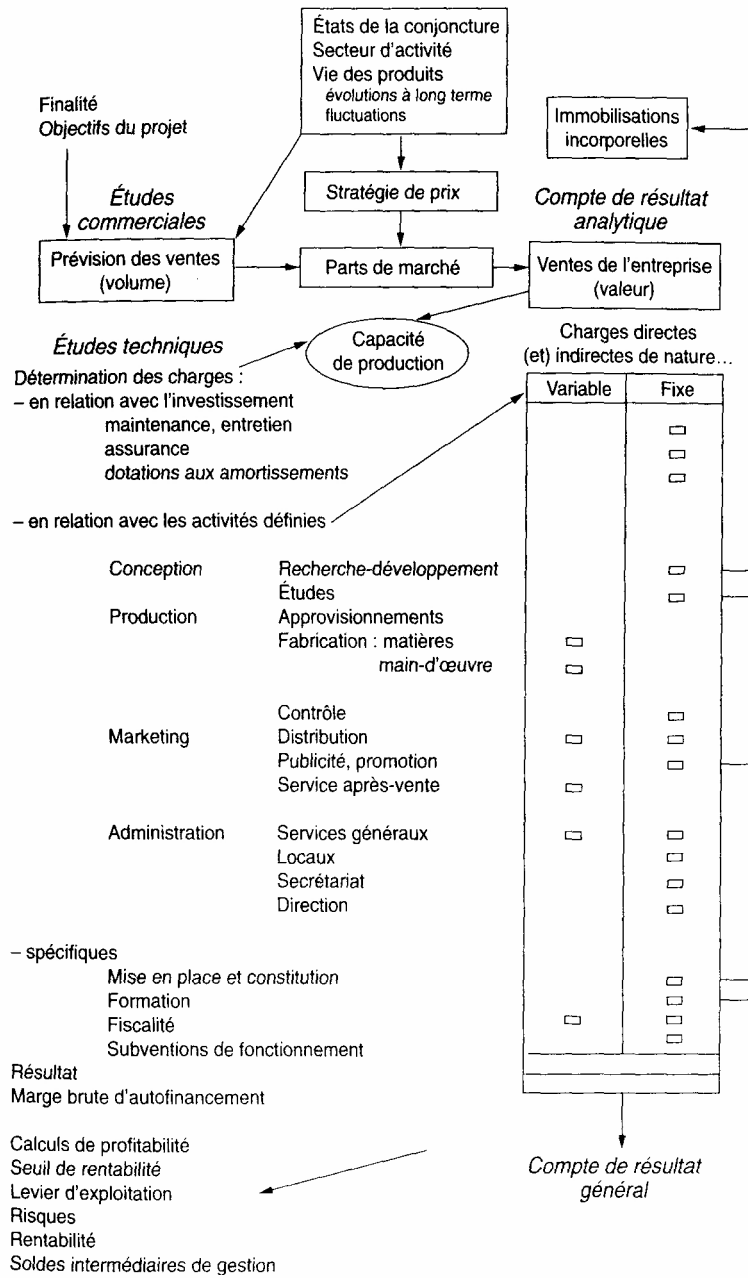 États de la conjoncture
Secteur d'activité
Vie des produits
évolutions à long terme
fluctuations
Finalité
Objectifs du projet
Immobilisations
incorporelles
Études
commerciales
Stratégie de prix
Compte de résultat
analytique
Prévision des ventes
(volume)
Parts de marché
Ventes de l'entreprise
(valeur)
Études techniques
Capacité
de production
Charges directes
(et) indirectes de nature...
Détermination des charges :
Variable Fixe
– en relation avec l'investissement
maintenance, entretien
assurance
dotations aux amortissements
– en relation avec les activités définies
Conception Recherche-développement
Études
Production Approvisionnements
Fabrication : matières
main-d'œuvre
Contrôle
Marketing Distribution
Publicité, promotion
Service après-vente
Administration Services généraux
Locaux
Secrétariat
Direction
– spécifiques
Mise en place et constitution
Formation
Fiscalité
Subventions de fonctionnement
Résultat
Marge brute d'autofinancement
Calculs de profitabilité
Seuil de rentabilité
Levier d'exploitation
Risques
Rentabilité
Soldes intermédiaires de gestion
Compte de résultat
général